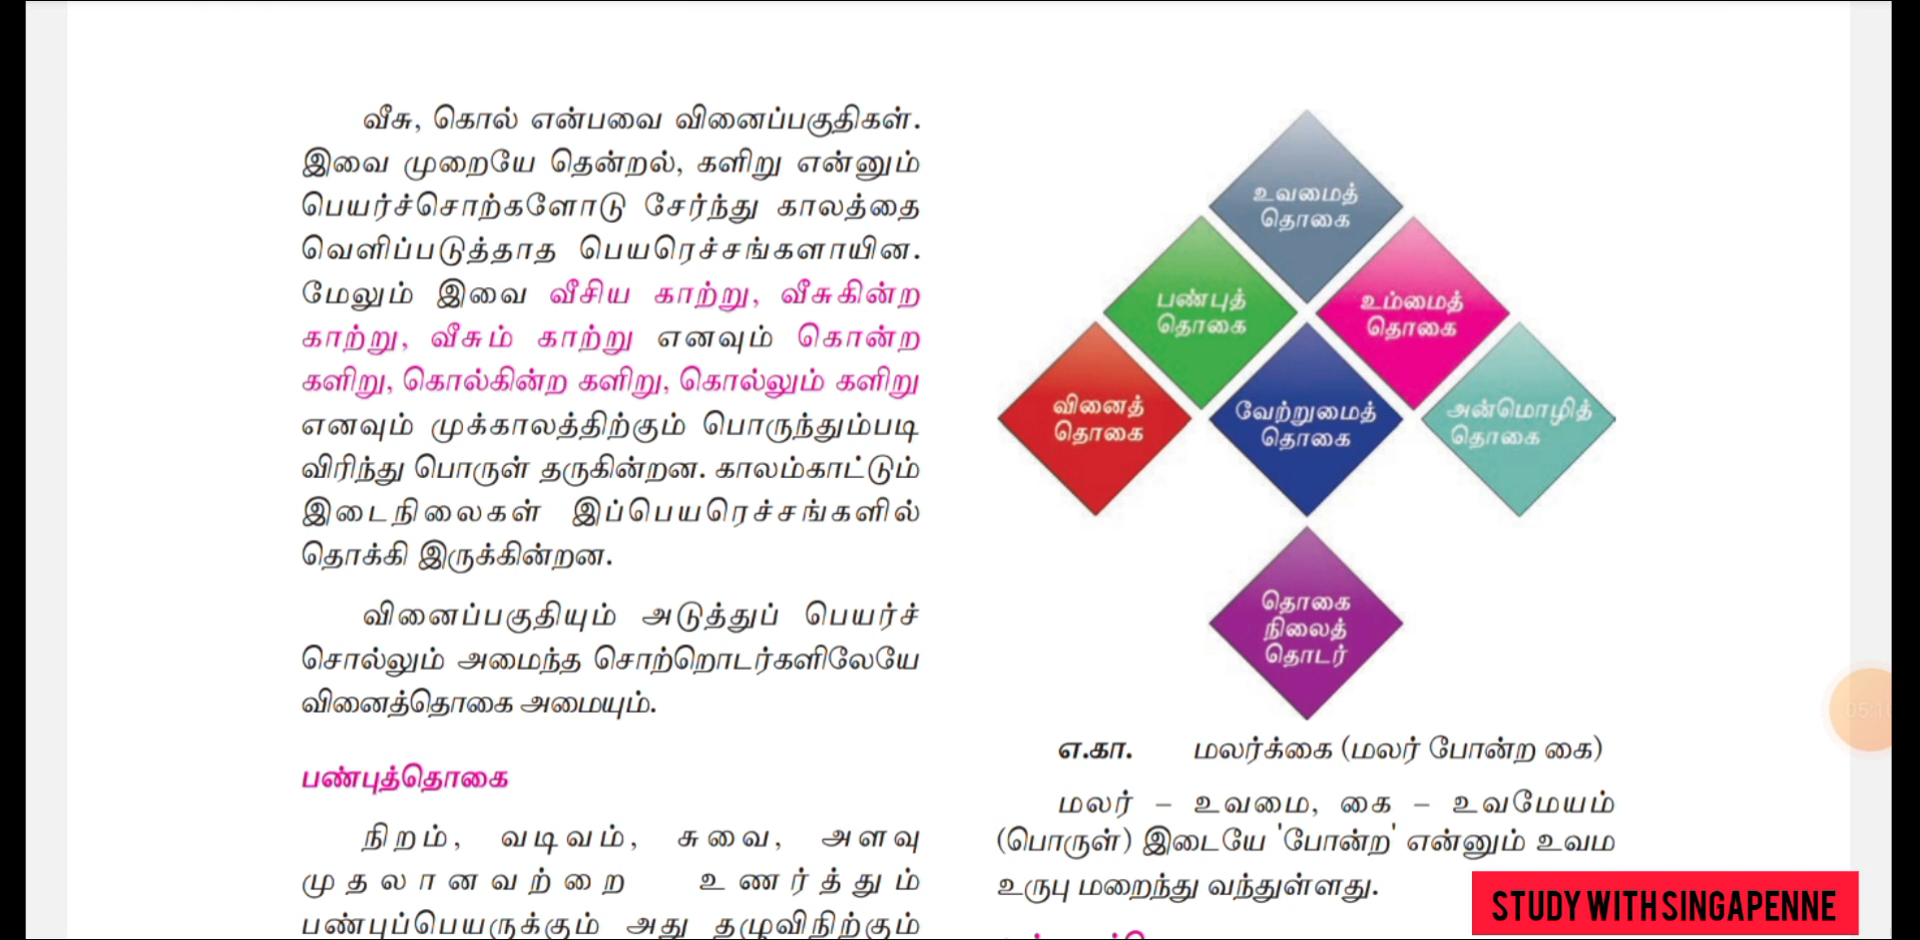 வீசு, கொல் என்பவை வினைப்பகுதிகள்.
இவை முறையே தென்றல், களிறு என்னும்
பெயர்ச்சொற்களோடு சேர்ந்து காலத்தை
வெளிப்படுத்தாத பெயரெச்சங்களாயின.
மேலும் இவை வீசிய காற்று, வீசுகின்ற
காற்று, வீசும் காற்று எனவும் கொன்ற
களிறு, கொல்கின்ற களிறு, கொல்லும் களிறு
எனவும் முக்காலத்திற்கும் பொருந்தும்படி
விரிந்து பொருள் தருகின்றன. காலம்காட்டும்
இடைநிலைகள் இப்பெயரெச்சங்களில்
தொக்கி இருக்கின்றன.
வினைப்பகுதியும் அடுத்துப் பெயர்ச்
சொல்லும் அமைந்த சொற்றொடர்களிலேயே
வினைத்தொகை அமையும்.
பண்புத்தொகை
நிறம், வடிவம், சுவை, அளவு
முதலானவற்றை உணர்த்தும்
பண்புப்பெயருக்கும் அது தழுவிநிற்கும்
உவமைத்
தொகை
பண்புத்
தொகை
உம்மைத்
தொகை
வினைத்
தொகை
வேற்றுமைத்
தொகை
அன்மொழித்
தொகை
தொகை
நிலைத்
தொடர்
எ.கா. மலர்க்கை (மலர் போன்ற கை)
மலர் – உவமை, கை – உவமேயம்
(பொருள்) இடையே 'போன்ற' என்னும் உவம
உருபு மறைந்து வந்துள்ளது.
STUDY WITH SINGAPENNE